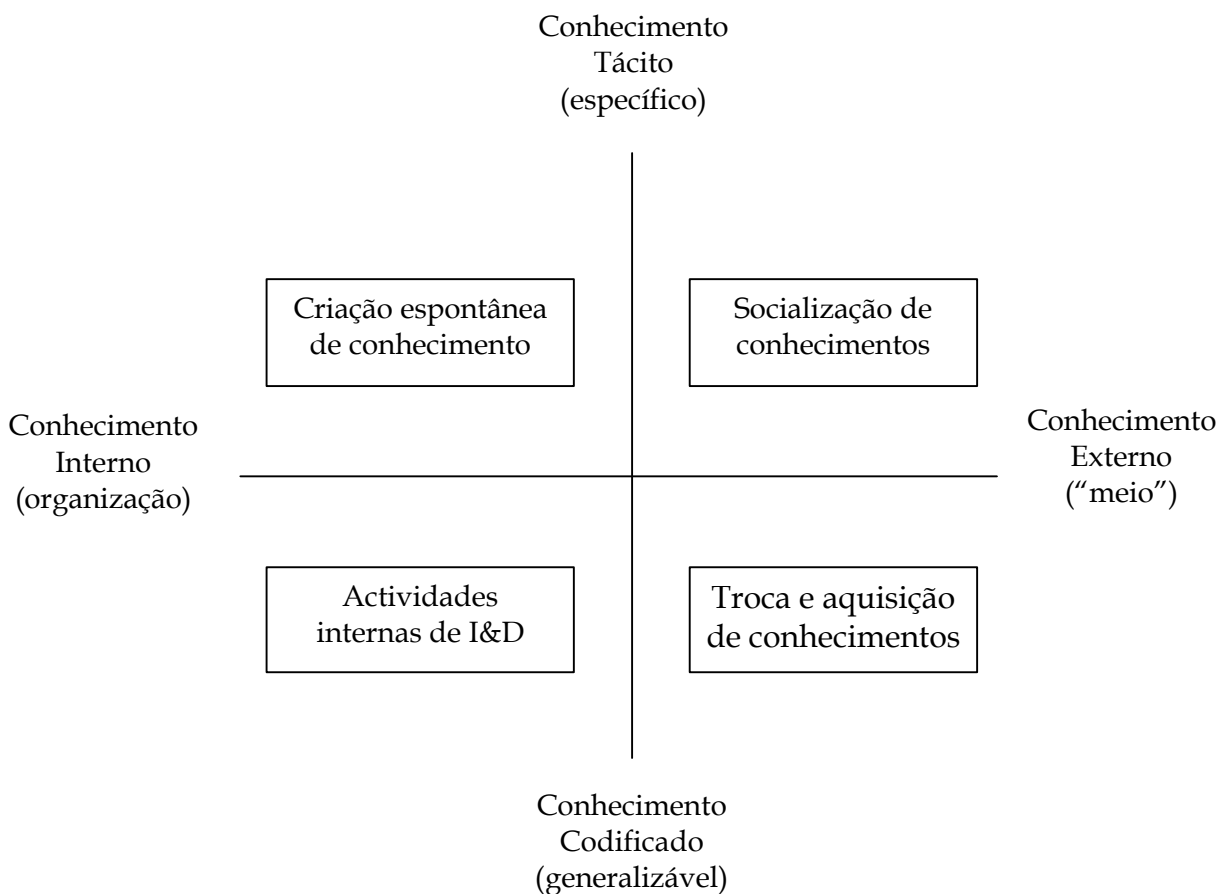 Conhecimento
Tácito
(específico)
Criação espontânea
de conhecimento
Socialização de
conhecimentos
Conhecimento
Interno
(organização)
Conhecimento
Externo
(“meio”)
Actividades
internas de I&D
Troca e aquisição
de conhecimentos
Conhecimento
Codificado
(generalizável)